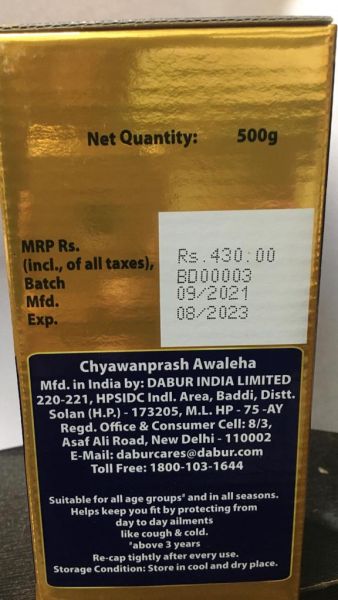 Net Quantity: 500g
MRP Rs.
(incl., of all taxes),
Batch
Mfd.
Exp.
Rs.430.00
BD00003
09/2021
08/2023
Chyawanprash Awaleha
Mfd. in India by: DABUR INDIA LIMITED
220-221, HPSIDC Indl. Area, Baddi, Distt.
Solan (H.P.) - 173205, M.L. HP - 75 -AY
Regd. Office & Consumer Cell: 8/3,
Asaf Ali Road, New Delhi - 110002
E-Mail: daburcares@dabur.com
Toll Free: 1800-103-1644
Suitable for all age groups# and in all seasons.
Helps keep you fit by protecting from
day to day ailments
like cough & cold.
#above 3 years
Re-cap tightly after every use.
Storage Condition: Store in cool and dry place.